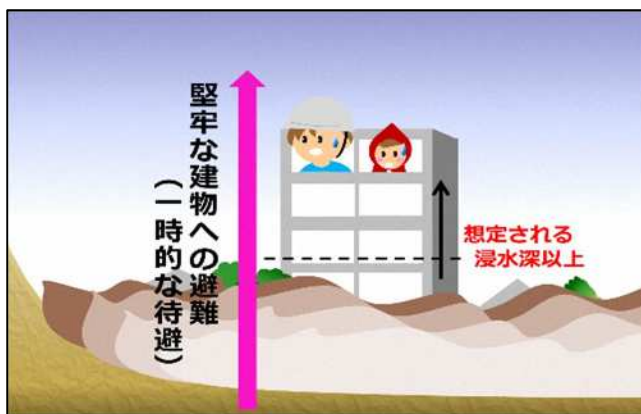 堅牢な建物への避難
(一時的な待避)
想定される
浸水深以上